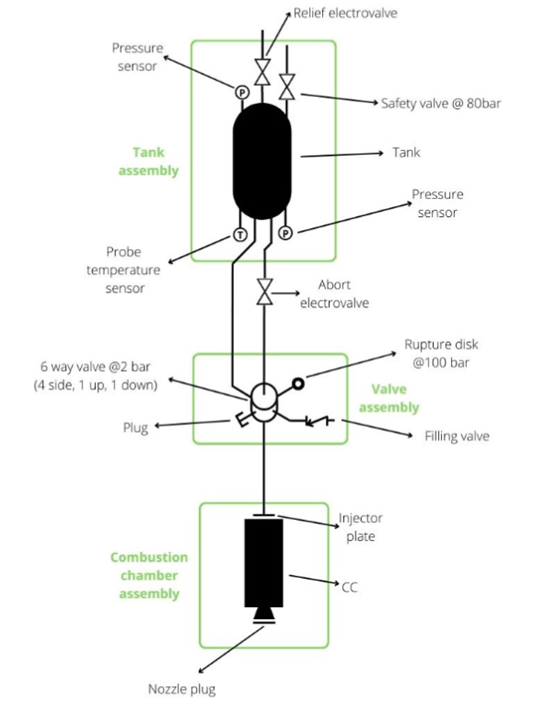 Relief electrovalve
Pressure
sensor
P
Safety valve @ 80bar
Tank
assembly
Tank
Pressure
sensor
T
P
Probe
temperature
sensor
Abort
electrovalve
Rupture disk
@100 bar
6 way valve @2 bar
(4 side, 1 up, 1 down)
Valve
assembly
Plug
Filling valve
Injector
plate
Combustion
chamber
assembly
CC
Nozzle plug